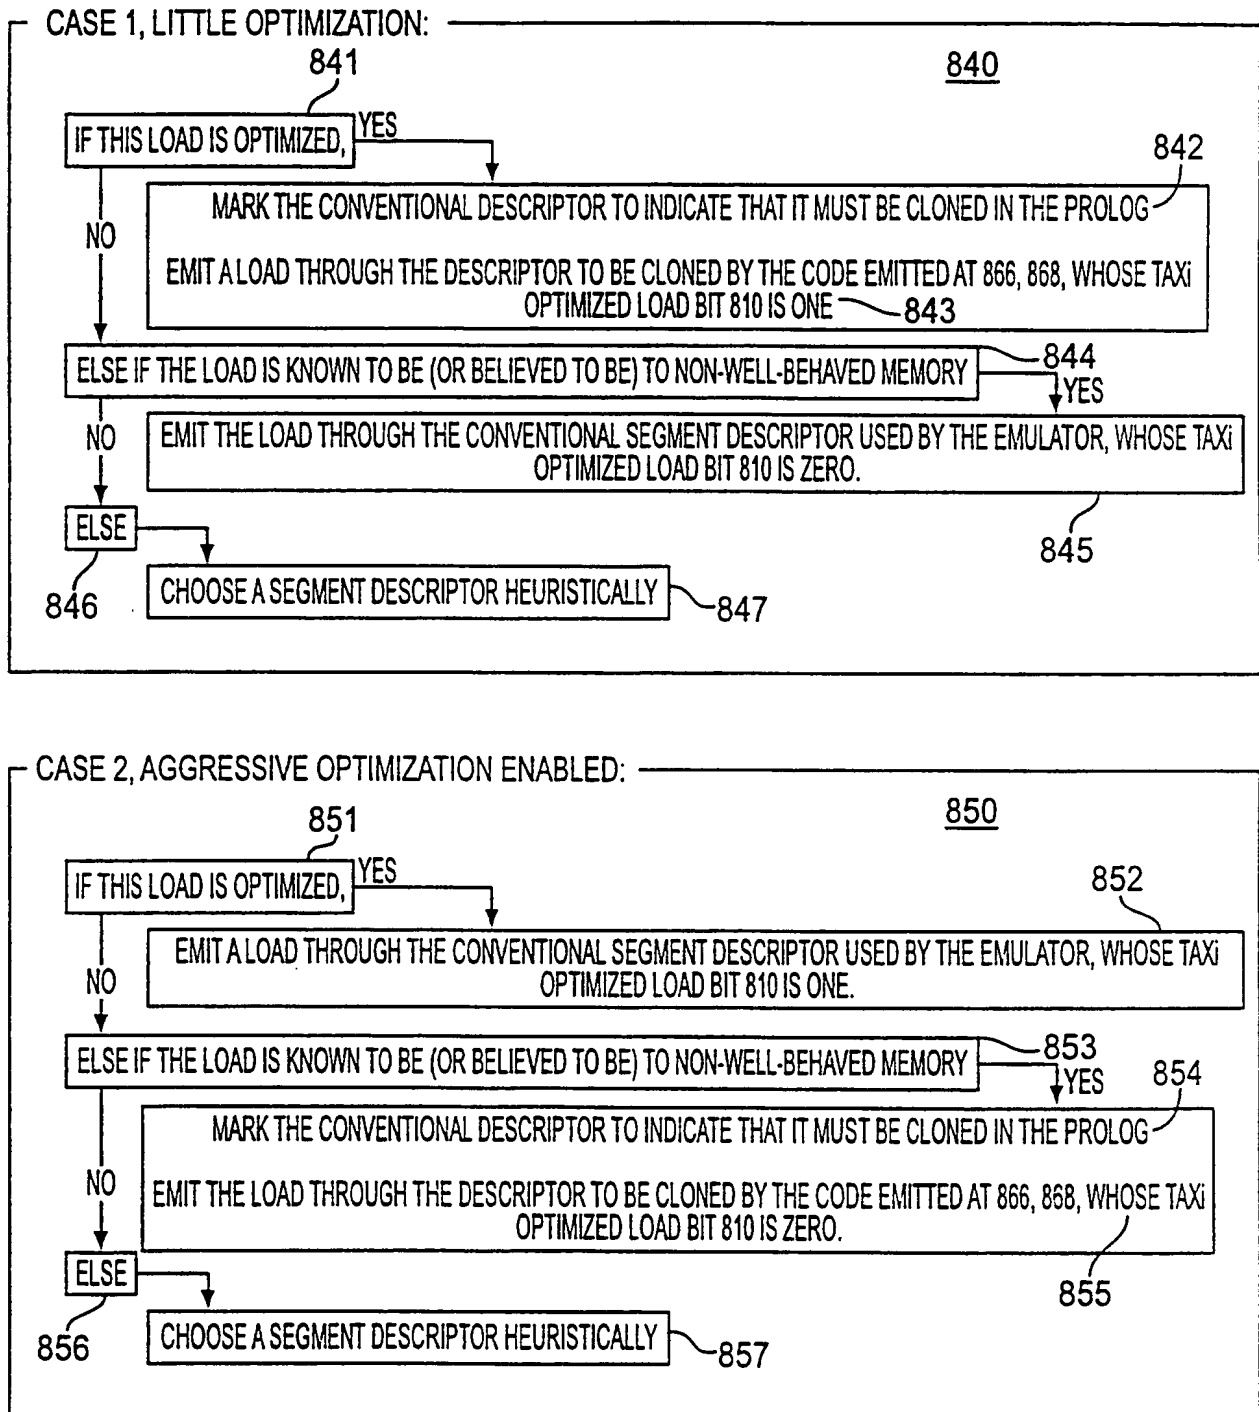 CASE 1, LITTLE OPTIMIZATION:
841
840
IF THIS LOAD IS OPTIMIZED,
YES
842
NO
MARK THE CONVENTIONAL DESCRIPTOR TO INDICATE THAT IT MUST BE CLONED IN THE PROLOG
EMIT A LOAD THROUGH THE DESCRIPTOR TO BE CLONED BY THE CODE EMITTED AT 866, 868, WHOSE TAXi
OPTIMIZED LOAD BIT 810 IS ONE
843
ELSE IF THE LOAD IS KNOWN TO BE (OR BELIEVED TO BE) TO NON-WELL-BEHAVED MEMORY
844
YES
NO
EMIT THE LOAD THROUGH THE CONVENTIONAL SEGMENT DESCRIPTOR USED BY THE EMULATOR, WHOSE TAXi
OPTIMIZED LOAD BIT 810 IS ZERO.
845
ELSE
846
CHOOSE A SEGMENT DESCRIPTOR HEURISTICALLY
847
CASE 2, AGGRESSIVE OPTIMIZATION ENABLED:
851
850
IF THIS LOAD IS OPTIMIZED,
YES
852
NO
EMIT A LOAD THROUGH THE CONVENTIONAL SEGMENT DESCRIPTOR USED BY THE EMULATOR, WHOSE TAXi
OPTIMIZED LOAD BIT 810 IS ONE.
ELSE IF THE LOAD IS KNOWN TO BE (OR BELIEVED TO BE) TO NON-WELL-BEHAVED MEMORY
853
YES
854
NO
MARK THE CONVENTIONAL DESCRIPTOR TO INDICATE THAT IT MUST BE CLONED IN THE PROLOG
EMIT THE LOAD THROUGH THE DESCRIPTOR TO BE CLONED BY THE CODE EMITTED AT 866, 868, WHOSE TAXi
OPTIMIZED LOAD BIT 810 IS ZERO.
855
ELSE
856
CHOOSE A SEGMENT DESCRIPTOR HEURISTICALLY
857